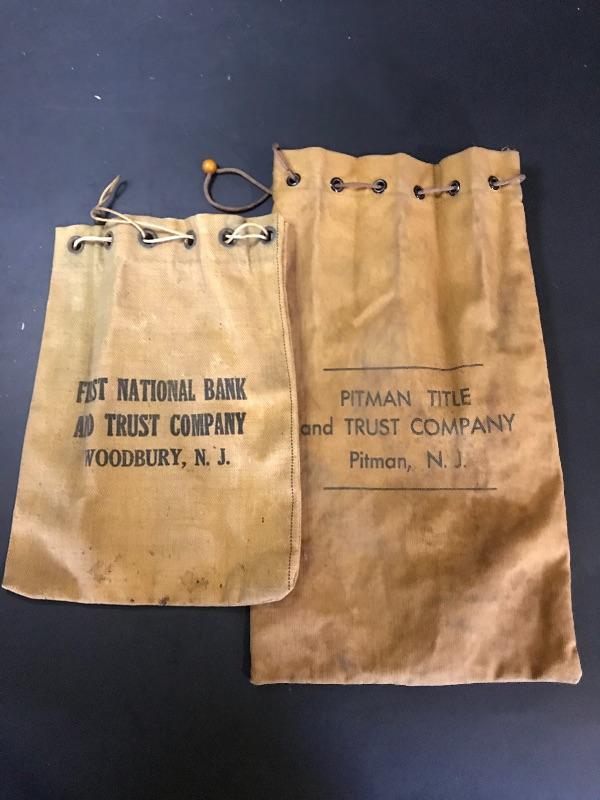 FIRST NATIONAL BANK
AND TRUST COMPANY
WOODBURY, N. J.
PITMAN TITLE
and TRUST COMPANY
Pitman, N. J.